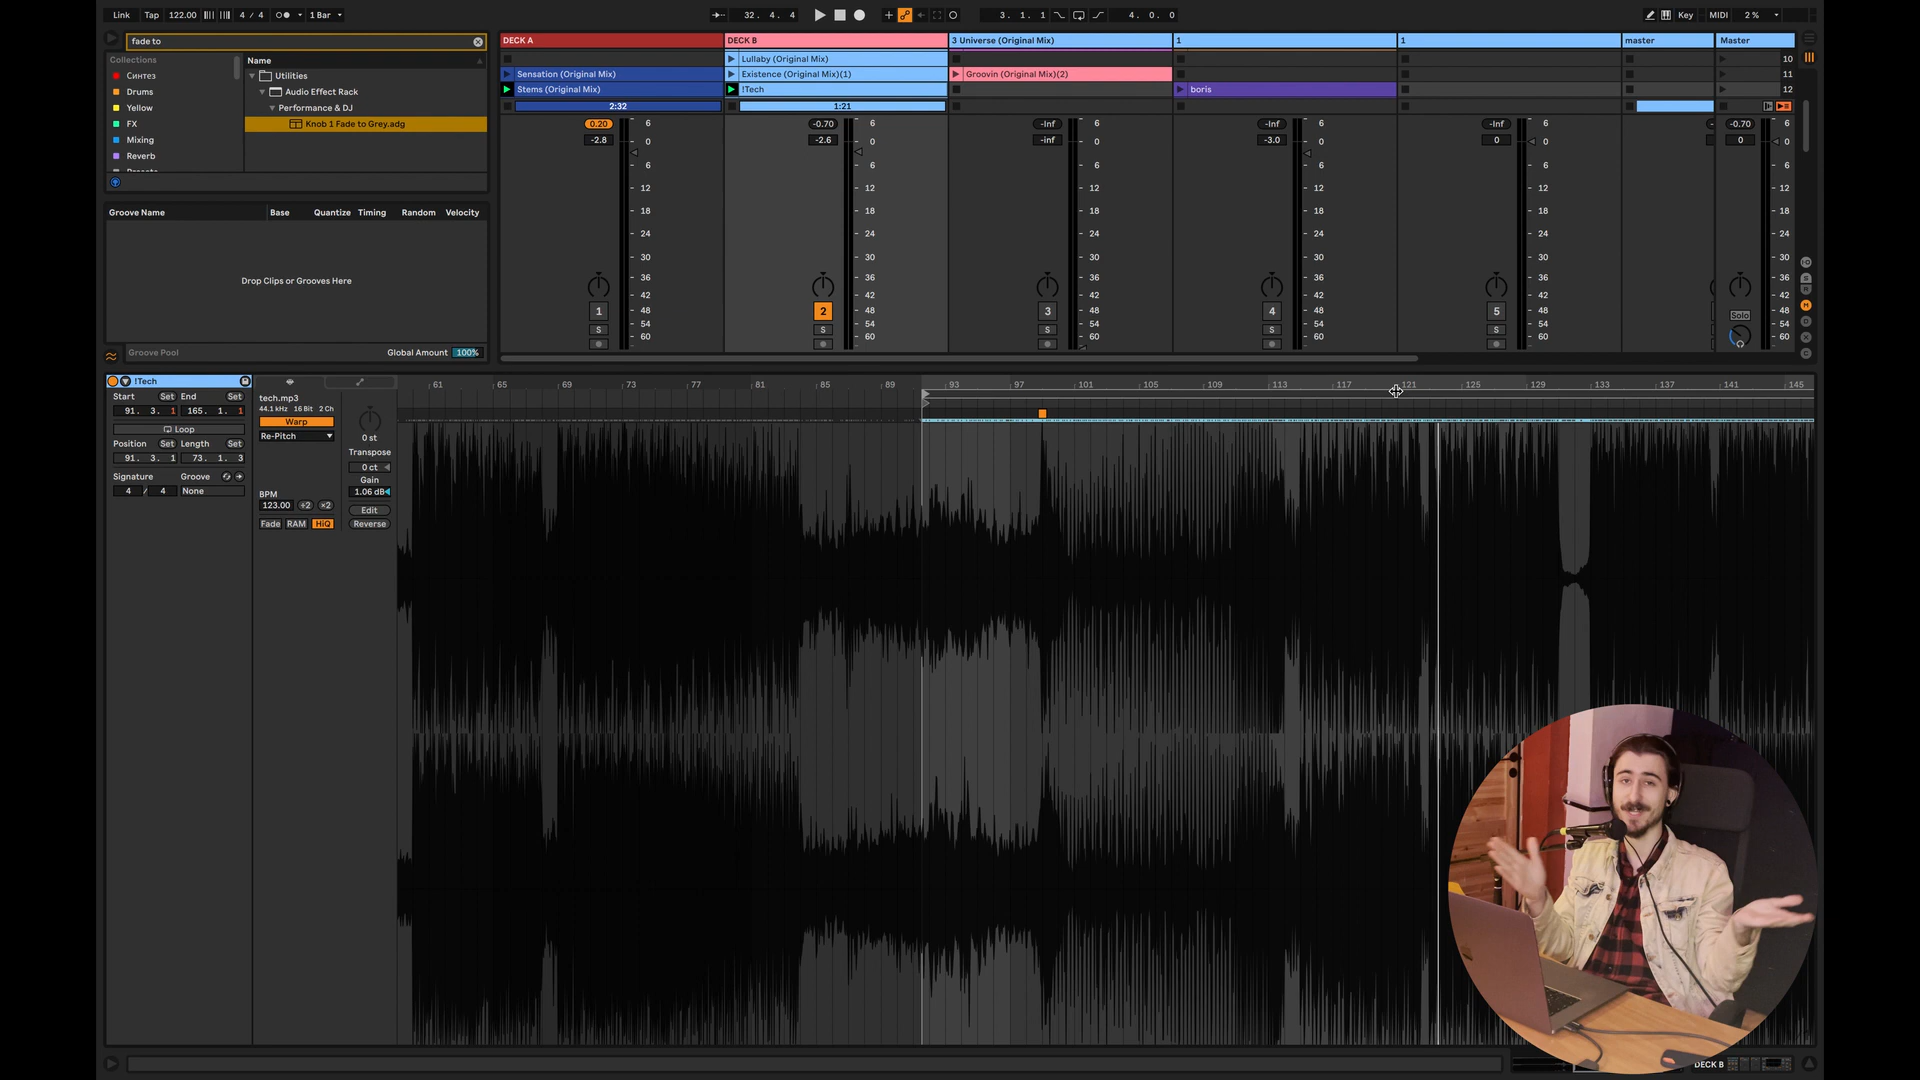 Link Tap 122.00 4 / 4 1 Bar 32. 4. 4 3. 1. 1 4. 0. 0 Key MIDI 2 %
fade to
Collections
Синтез
Drums
Yellow
FX
Mixing
Reverb
Name
Utilities
Audio Effect Rack
Performance & DJ
Knob 1 Fade to Grey.adg
Groove Name Base Quantize Timing Random Velocity
Drop Clips or Grooves Here
Groove Pool Global Amount 100%
DECK A DECK B 3 Universe (Original Mix) 1 1 master Master
Lullaby (Original Mix) 10
Sensation (Original Mix) Existence (Original Mix)(1) Groovin (Original Mix)(2) 11
Stems (Original Mix) !Tech boris 12
2:32 1:21
0.20 6 -0.70 6 -Inf 6 -Inf 6 -Inf 6 -0.70 6
-2.8 0 -2.6 0 -inf 0 -3.0 0 0 0 0 0
6 6 6 6 6 6
12 12 12 12 12 12
18 18 18 18 18 18
24 24 24 24 24 24
30 30 30 30 30 30
36 36 36 36 36 36
42 42 42 42 42 42
1 48 2 48 3 48 4 48 5 48 48
54 54 54 54 54 Solo 54
S 60 S 60 S 60 S 60 S 60 60
!Tech
Start Set End Set
91. 3. 1 165. 1. 1
Loop
Position Set Length Set
91. 3. 1 73. 1. 3
Signature Groove
4 / 4 None
tech.mp3
44.1 kHz 16 Bit 2 Ch
Warp
Re-Pitch
BPM
123.00 ÷2 ×2
Fade RAM HiQ
0 st
Transpose
0 ct
Gain
1.06 dB
Edit
Reverse
61 65 69 73 77 81 85 89 93 97 101 105 109 113 117 121 125 129 133 137 141 145
DECK B